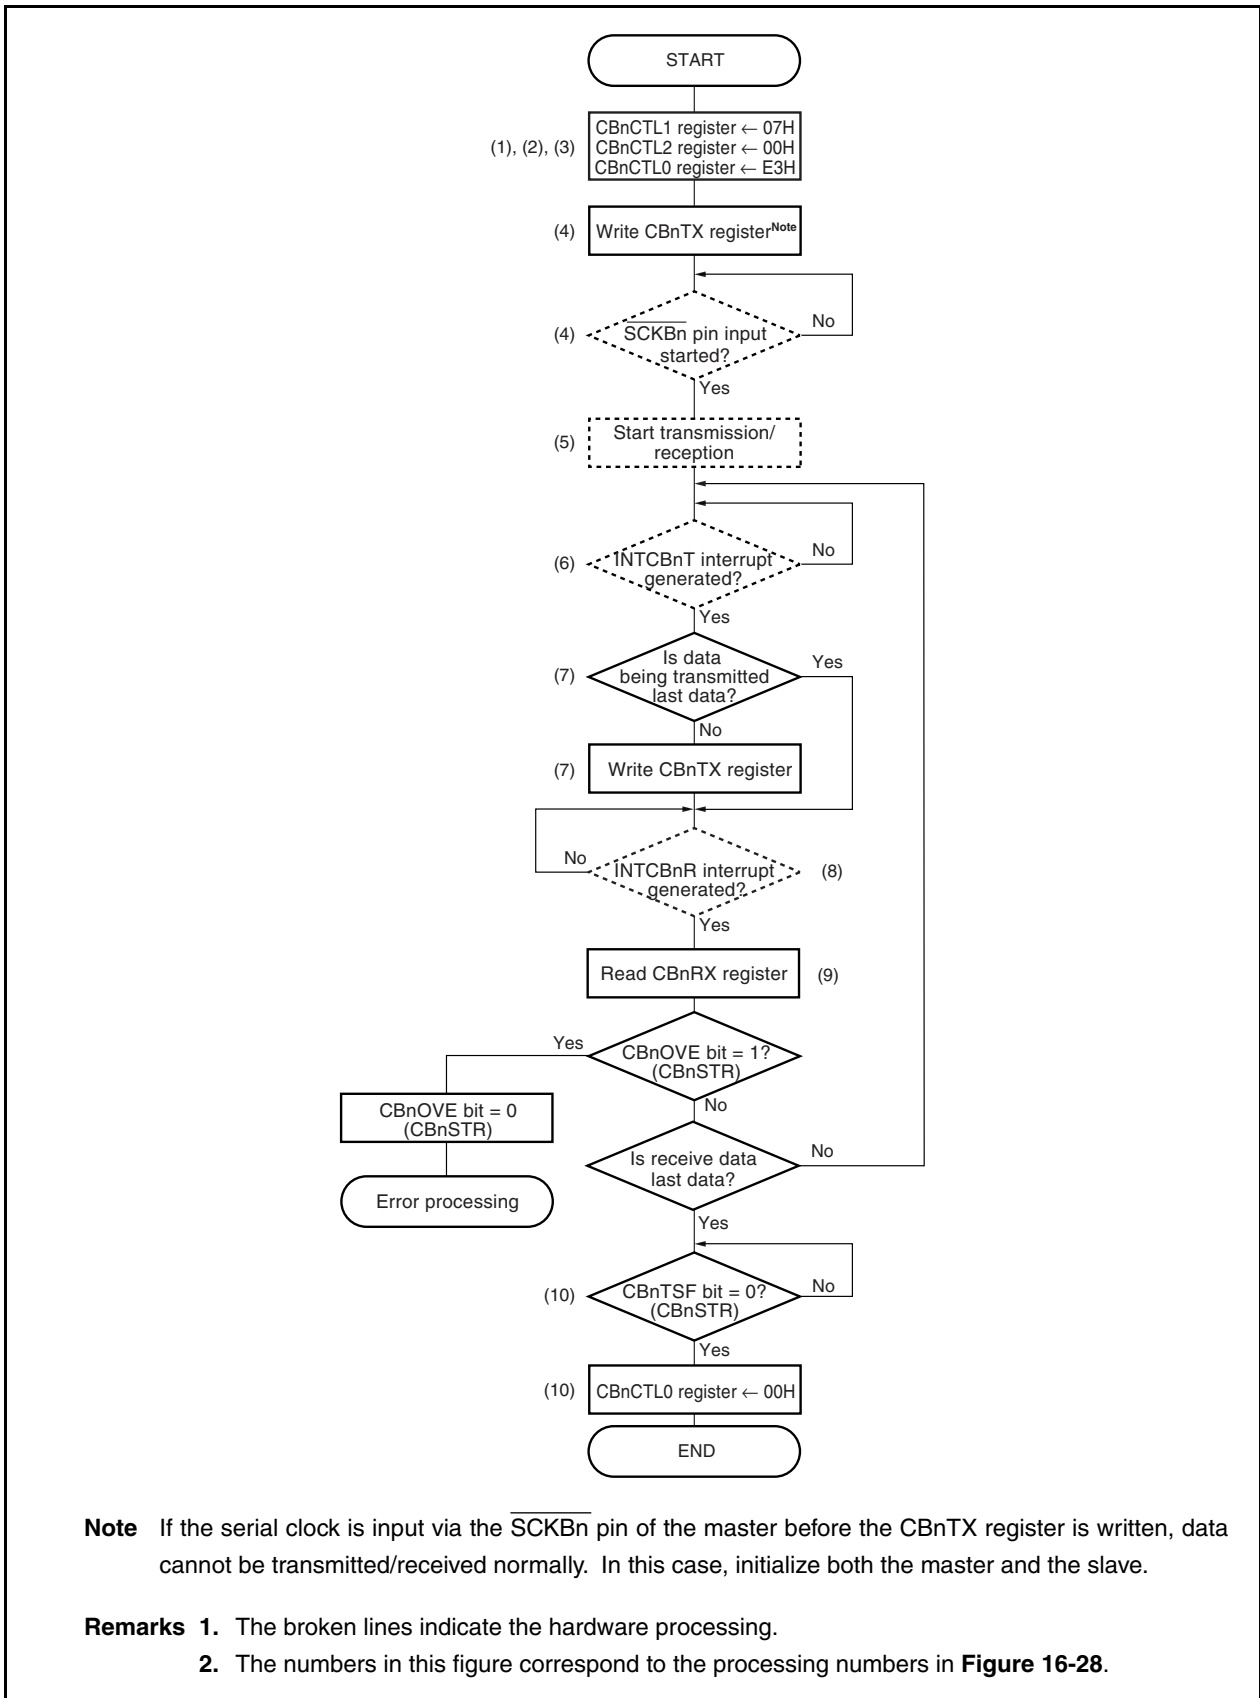 START
(1), (2), (3)
CBnCTL1 register ← 07H
CBnCTL2 register ← 00H
CBnCTL0 register ← E3H
(4)
Write CBnTX registerNote
(4)
SCKBn pin input
started?
No
Yes
(5)
Start transmission/
reception
(6)
INTCBnT interrupt
generated?
No
Yes
(7)
Is data
being transmitted
last data?
Yes
No
(7)
Write CBnTX register
No
INTCBnR interrupt
generated?
(8)
Yes
Read CBnRX register
(9)
Yes
CBnOVE bit = 1?
(CBnSTR)
No
CBnOVE bit = 0
(CBnSTR)
Error processing
Is receive data
last data?
No
Yes
(10)
CBnTSF bit = 0?
(CBnSTR)
No
Yes
(10)
CBnCTL0 register ← 00H
END
Note If the serial clock is input via the SCKBn pin of the master before the CBnTX register is written, data
cannot be transmitted/received normally. In this case, initialize both the master and the slave.
Remarks 1. The broken lines indicate the hardware processing.
2. The numbers in this figure correspond to the processing numbers in Figure 16-28.